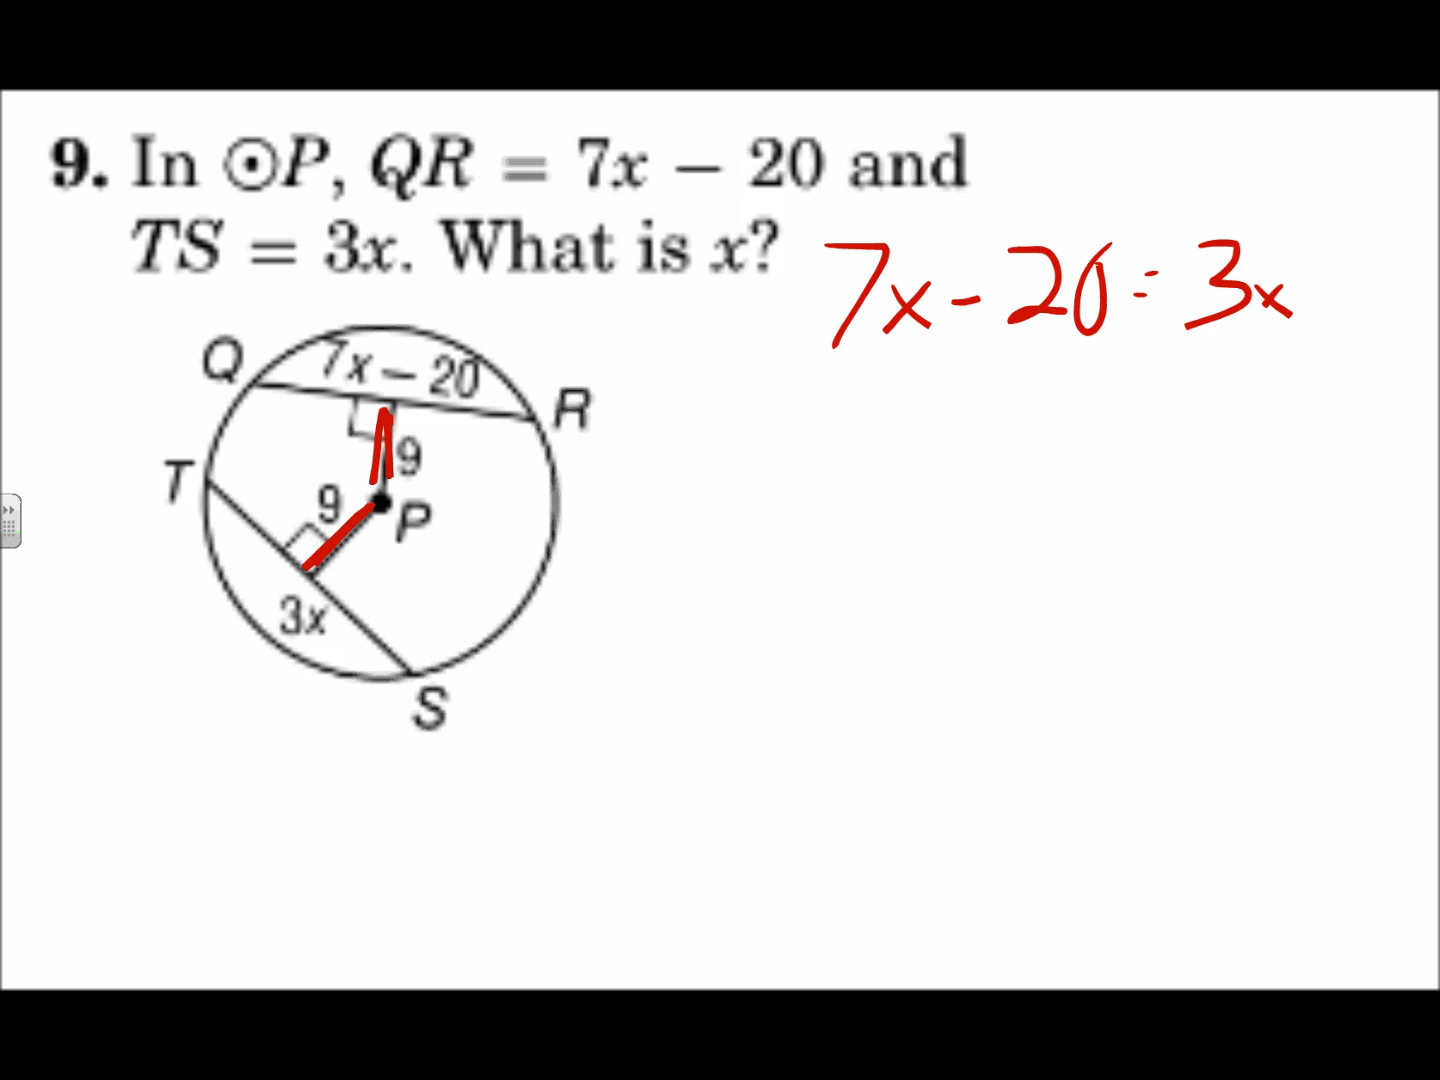 9. In ⊙P, QR = 7x − 20 and
TS = 3x. What is x?
7x - 20 = 3x
Q
7x − 20
R
T
9
9
P
3x
S